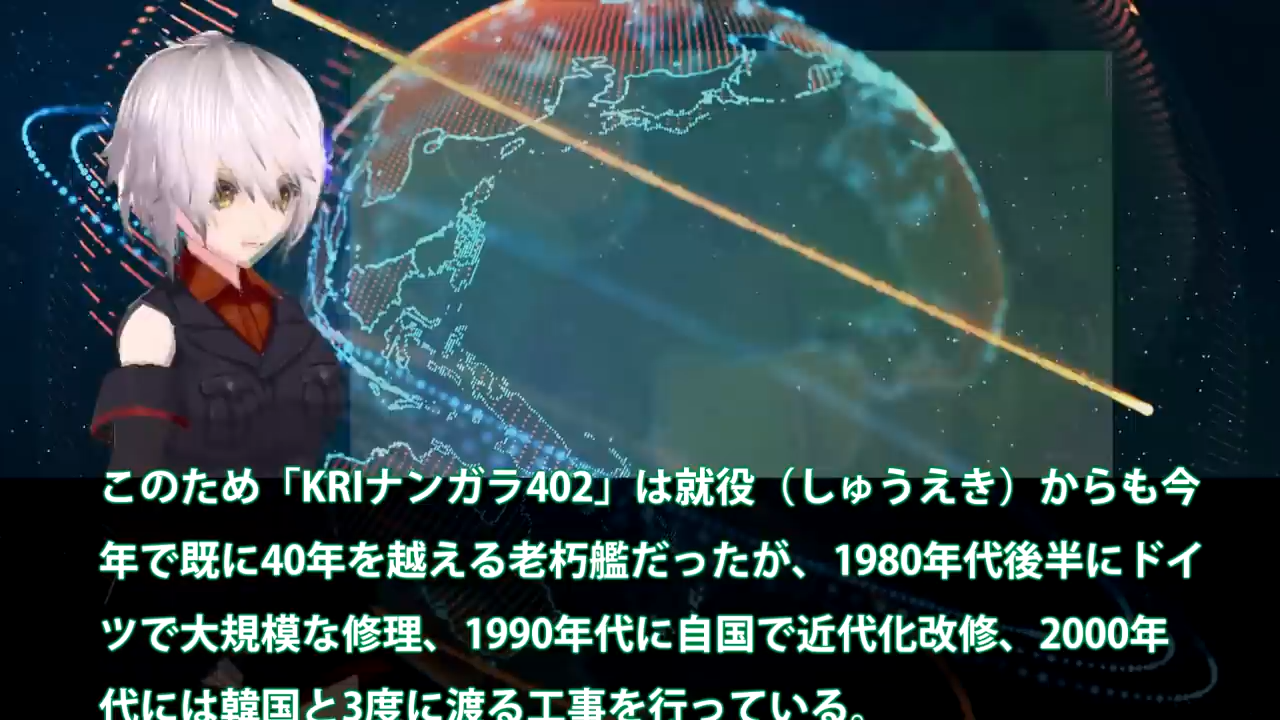 このため「KRIナンガラ402」は就役（しゅうえき）からも今
年で既に40年を越える老朽艦だったが、1980年代後半にドイ
ツで大規模な修理、1990年代に自国で近代化改修、2000年
代には韓国と3度に渡る工事を行っている。